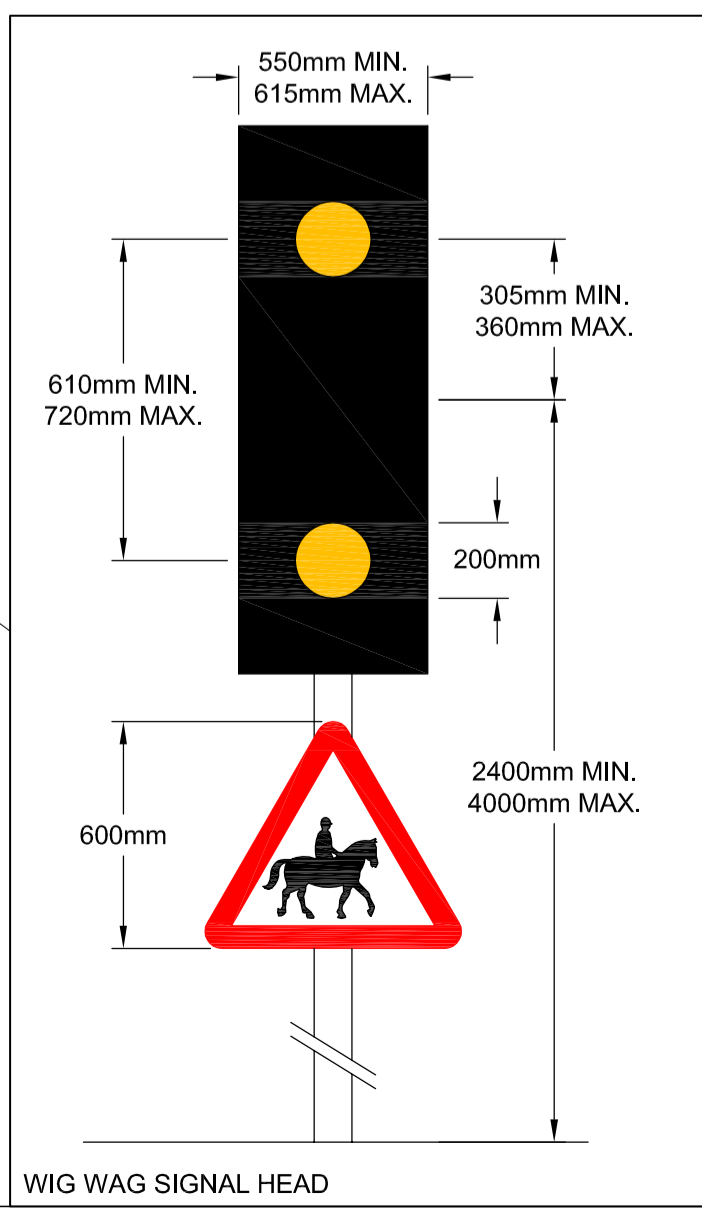 550mm MIN.
615mm MAX.
305mm MIN.
360mm MAX.
610mm MIN.
720mm MAX.
200mm
2400mm MIN.
4000mm MAX.
600mm
WIG WAG SIGNAL HEAD